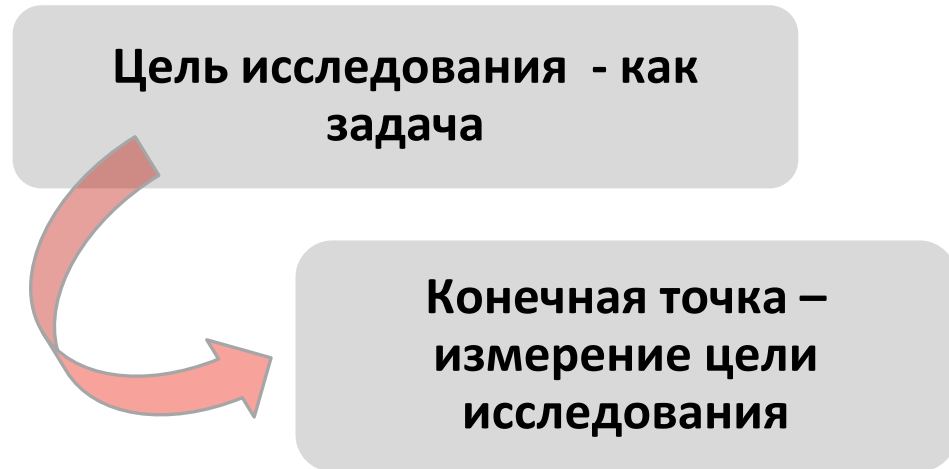 Цель исследования - как
задача
Конечная точка –
измерение цели
исследования